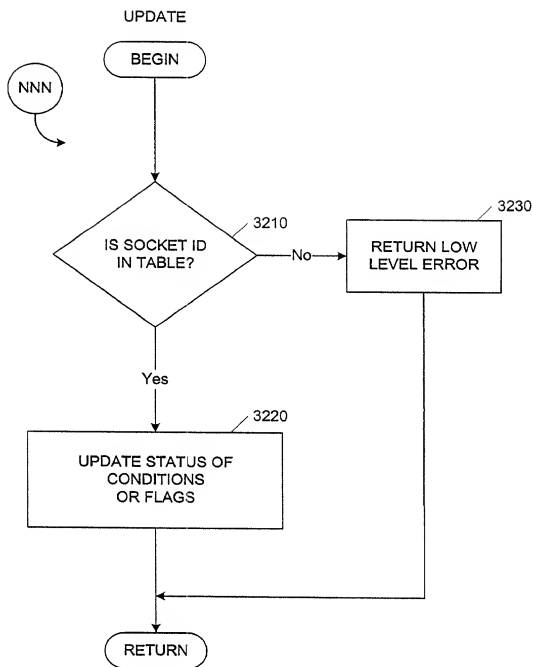 UPDATE
BEGIN
NNN
3210
IS SOCKET ID
IN TABLE?
No
3230
RETURN LOW
LEVEL ERROR
Yes
3220
UPDATE STATUS OF
CONDITIONS
OR FLAGS
RETURN